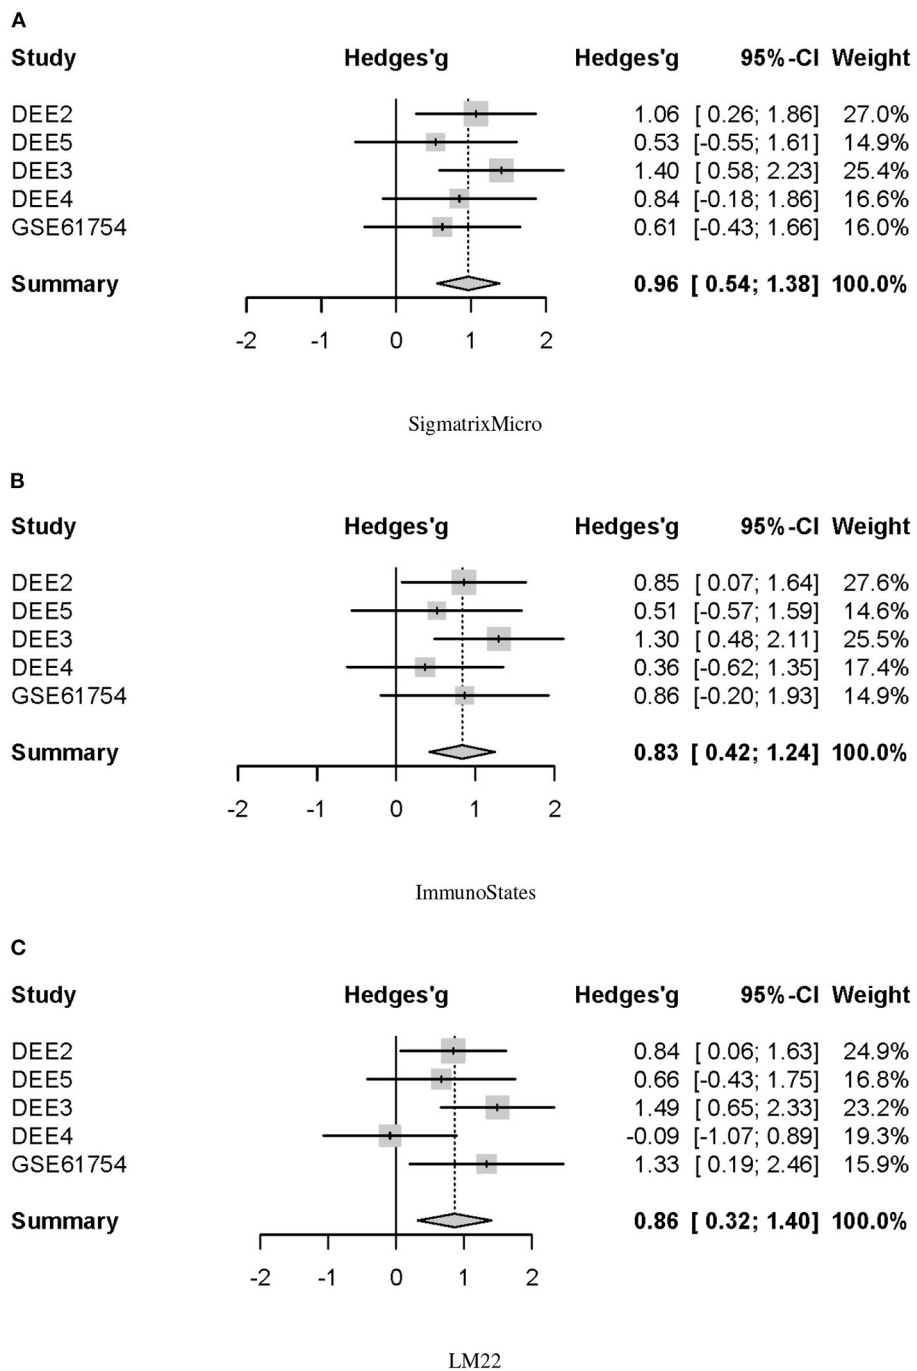 A
Study Hedges'g Hedges'g 95%-CI Weight
DEE2 1.06 [ 0.26; 1.86] 27.0%
DEE5 0.53 [-0.55; 1.61] 14.9%
DEE3 1.40 [ 0.58; 2.23] 25.4%
DEE4 0.84 [-0.18; 1.86] 16.6%
GSE61754 0.61 [-0.43; 1.66] 16.0%
Summary 0.96 [ 0.54; 1.38] 100.0%
-2 -1 0 1 2
SigmatrixMicro
B
Study Hedges'g Hedges'g 95%-CI Weight
DEE2 0.85 [ 0.07; 1.64] 27.6%
DEE5 0.51 [-0.57; 1.59] 14.6%
DEE3 1.30 [ 0.48; 2.11] 25.5%
DEE4 0.36 [-0.62; 1.35] 17.4%
GSE61754 0.86 [-0.20; 1.93] 14.9%
Summary 0.83 [ 0.42; 1.24] 100.0%
-2 -1 0 1 2
ImmunoStates
C
Study Hedges'g Hedges'g 95%-CI Weight
DEE2 0.84 [ 0.06; 1.63] 24.9%
DEE5 0.66 [-0.43; 1.75] 16.8%
DEE3 1.49 [ 0.65; 2.33] 23.2%
DEE4 -0.09 [-1.07; 0.89] 19.3%
GSE61754 1.33 [ 0.19; 2.46] 15.9%
Summary 0.86 [ 0.32; 1.40] 100.0%
-2 -1 0 1 2
LM22